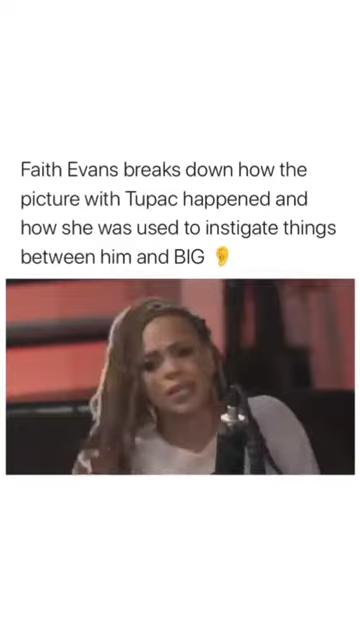 Faith Evans breaks down how the
picture with Tupac happened and
how she was used to instigate things
between him and BIG 👂